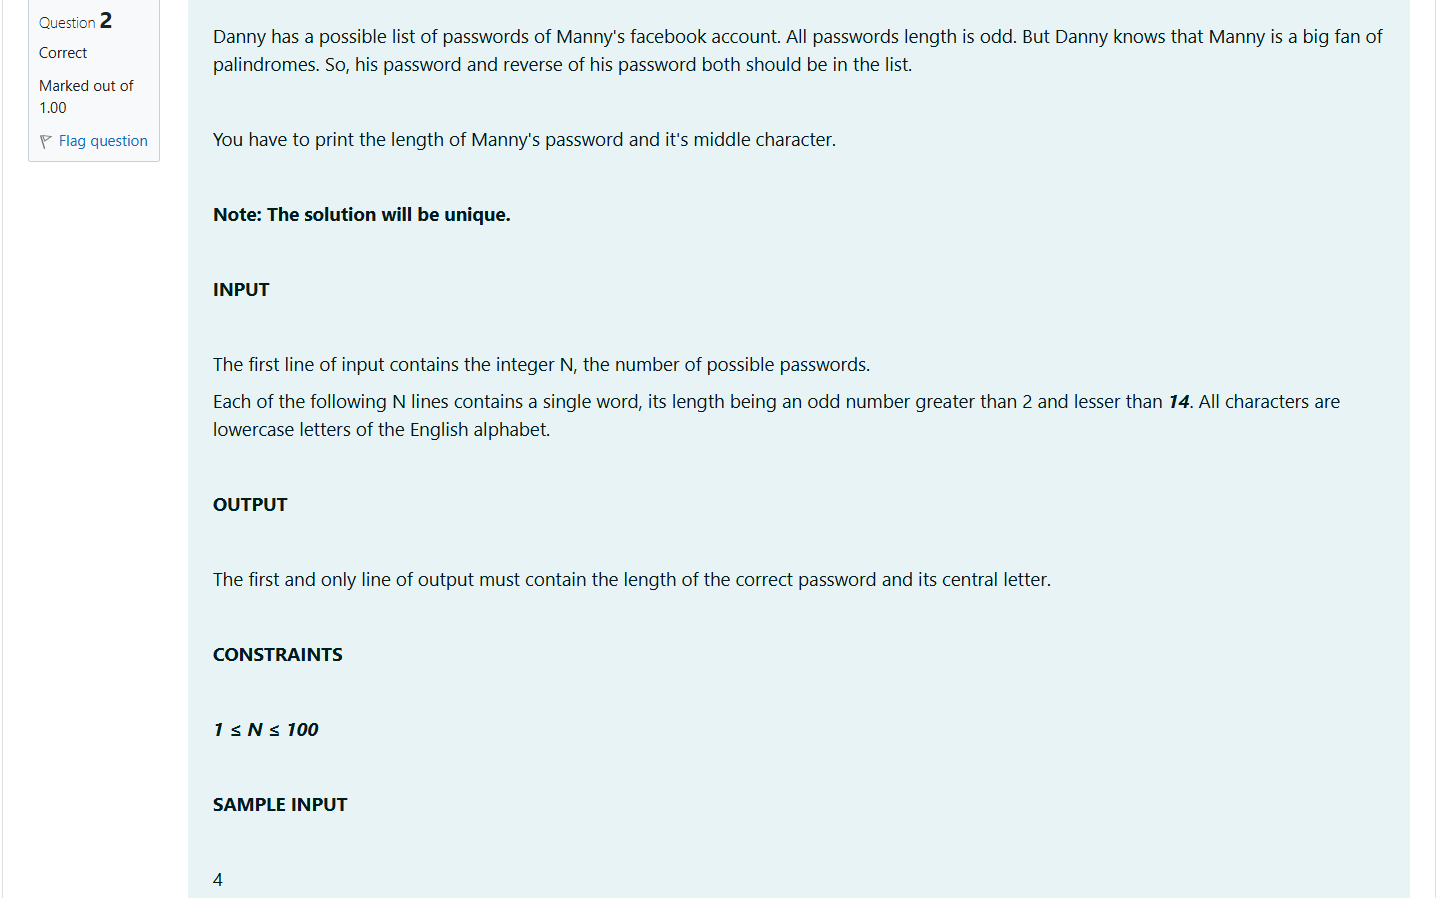 Question 2
Correct
Marked out of
1.00
Flag question
Danny has a possible list of passwords of Manny's facebook account. All passwords length is odd. But Danny knows that Manny is a big fan of
palindromes. So, his password and reverse of his password both should be in the list.
You have to print the length of Manny's password and it's middle character.
Note: The solution will be unique.
INPUT
The first line of input contains the integer N, the number of possible passwords.
Each of the following N lines contains a single word, its length being an odd number greater than 2 and lesser than 14. All characters are
lowercase letters of the English alphabet.
OUTPUT
The first and only line of output must contain the length of the correct password and its central letter.
CONSTRAINTS
1 ≤ N ≤ 100
SAMPLE INPUT
4